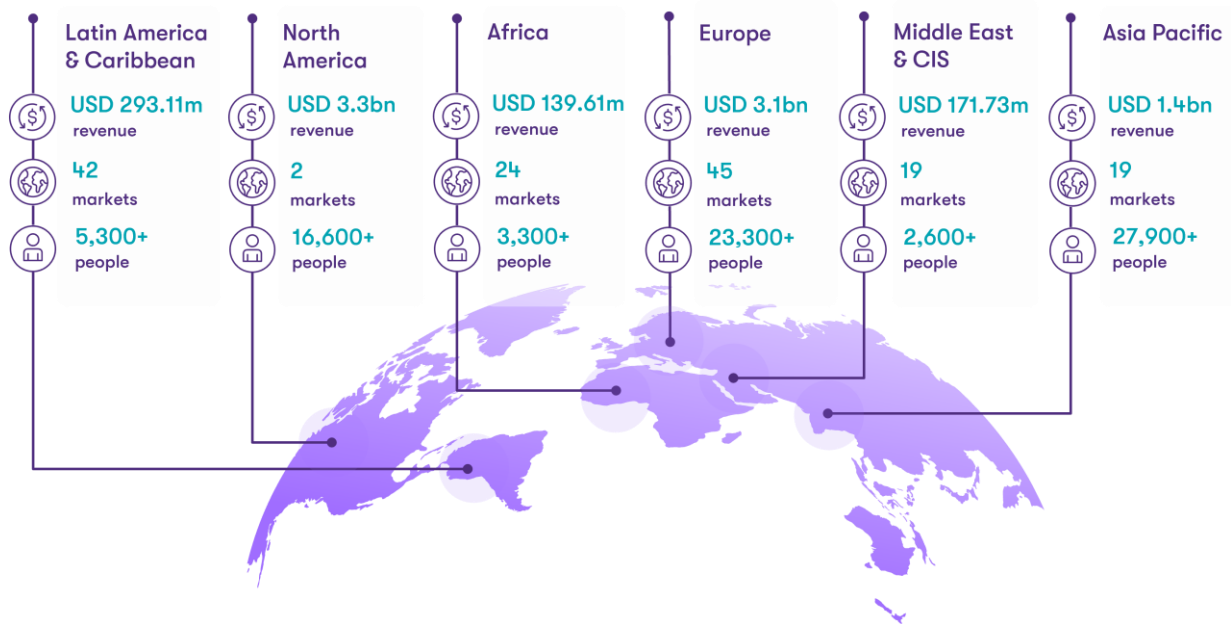 Latin America
& Caribbean
USD 293.11m
revenue
42
markets
5,300+
people
North
America
USD 3.3bn
revenue
2
markets
16,600+
people
Africa
USD 139.61m
revenue
24
markets
3,300+
people
Europe
USD 3.1bn
revenue
45
markets
23,300+
people
Middle East
& CIS
USD 171.73m
revenue
19
markets
2,600+
people
Asia Pacific
USD 1.4bn
revenue
19
markets
27,900+
people